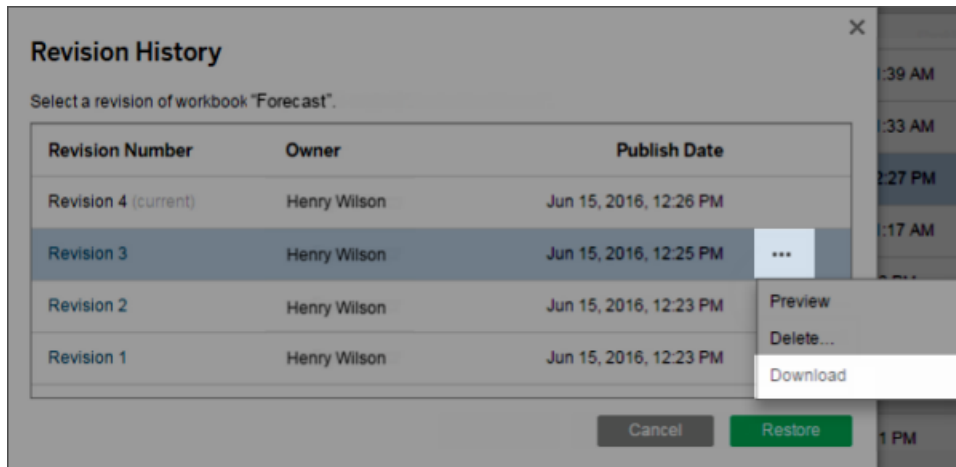 Revision History
Select a revision of workbook "Forecast".
Revision Number Owner Publish Date
Revision 4 (current) Henry Wilson Jun 15, 2016, 12:26 PM
Revision 3 Henry Wilson Jun 15, 2016, 12:25 PM ...
Revision 2 Henry Wilson Jun 15, 2016, 12:23 PM
Revision 1 Henry Wilson Jun 15, 2016, 12:23 PM
Preview
Delete...
Download
Cancel Restore
:39 AM
:33 AM
2:27 PM
:17 AM
1 PM